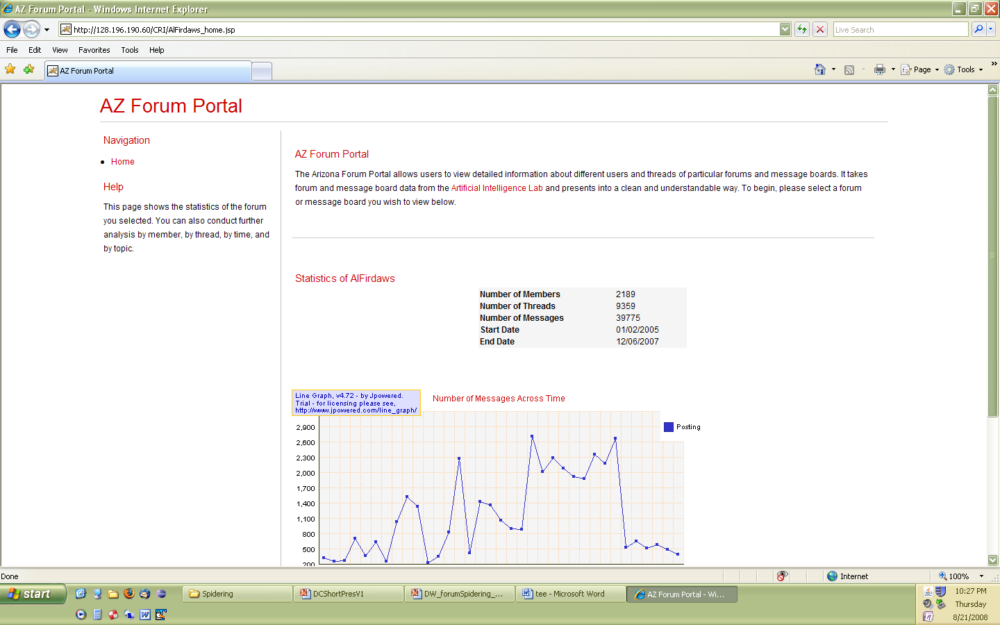 AZ Forum Portal - Windows Internet Explorer
http://128.196.190.60/CRI/AlFirdaws_home.jsp
Live Search
File Edit View Favorites Tools Help
AZ Forum Portal
Page Tools
AZ Forum Portal
Navigation
Home
Help
This page shows the statistics of the forum
you selected. You can also conduct further
analysis by member, by thread, by time, and
by topic.
AZ Forum Portal
The Arizona Forum Portal allows users to view detailed information about different users and threads of particular forums and message boards. It takes
forum and message board data from the Artificial Intelligence Lab and presents into a clean and understandable way. To begin, please select a forum
or message board you wish to view below.
Statistics of AlFirdaws
Number of Members 2189
Number of Threads 9359
Number of Messages 39775
Start Date 01/02/2005
End Date 12/06/2007
Line Graph, v4.72 - by Jpowered.
Trial - for licensing please see,
http://www.jpowered.com/line_graph/
Number of Messages Across Time
Posting
2,900
2,600
2,300
2,000
1,700
1,400
1,100
800
500
200
Done
Internet
100%
start
Spidering
DCShortPresV1
DW_forumSpidering_...
tee - Microsoft Word
AZ Forum Portal - Wi...
10:27 PM
Thursday
8/21/2008